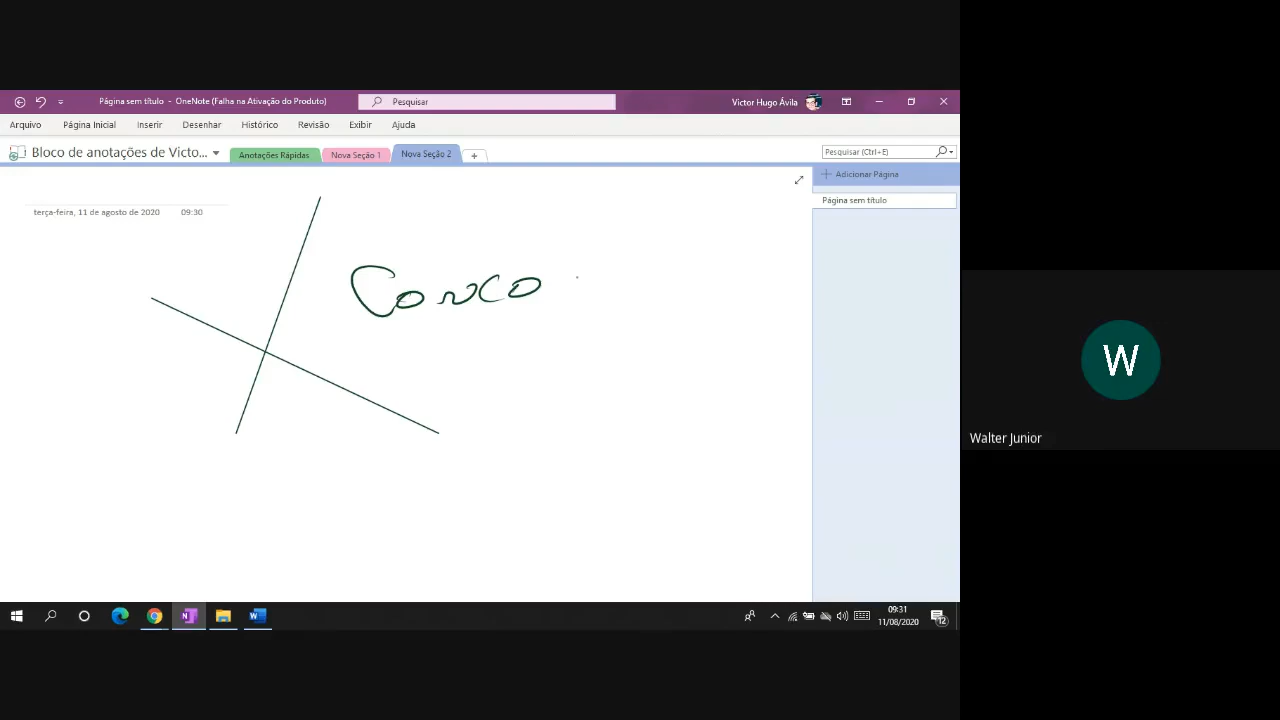 Página sem título - OneNote (Falha na Ativação do Produto)
Pesquisar
Victor Hugo Ávila
Arquivo Página Inicial Inserir Desenhar Histórico Revisão Exibir Ajuda
Bloco de anotações de Victo...
Anotações Rápidas Nova Seção 1 Nova Seção 2
Pesquisar (Ctrl+E)
Adicionar Página
Página sem título
terça-feira, 11 de agosto de 2020 09:30
Conco
W
Walter Junior
09:31
11/08/2020
12